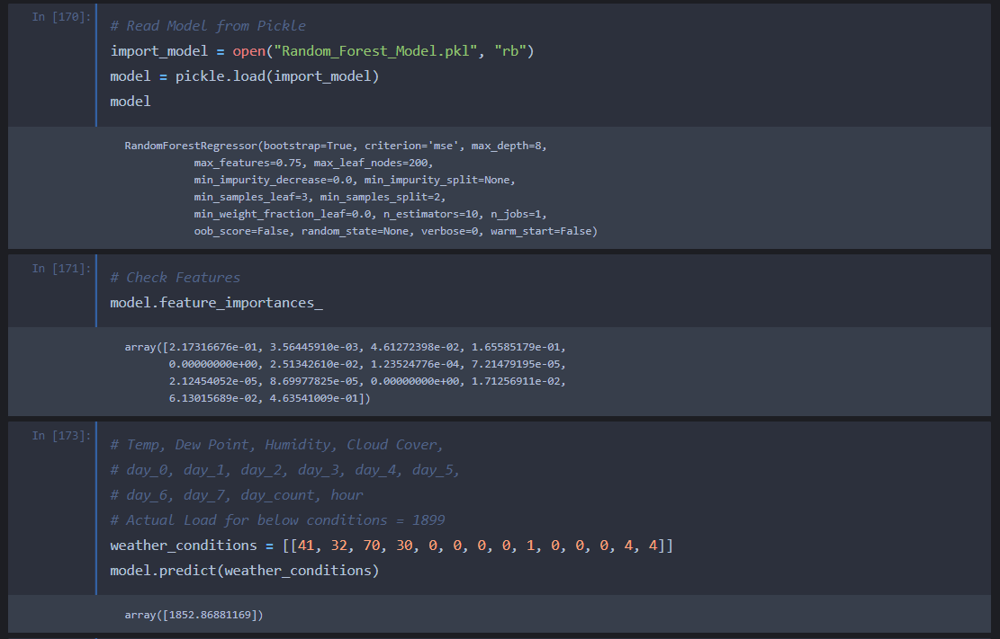 In [170]:
# Read Model from Pickle
import_model = open("Random_Forest_Model.pkl", "rb")
model = pickle.load(import_model)
model
RandomForestRegressor(bootstrap=True, criterion='mse', max_depth=8,
max_features=0.75, max_leaf_nodes=200,
min_impurity_decrease=0.0, min_impurity_split=None,
min_samples_leaf=3, min_samples_split=2,
min_weight_fraction_leaf=0.0, n_estimators=10, n_jobs=1,
oob_score=False, random_state=None, verbose=0, warm_start=False)
In [171]:
# Check Features
model.feature_importances_
array([2.17316676e-01, 3.56445910e-03, 4.61272398e-02, 1.65585179e-01,
0.00000000e+00, 2.51342610e-02, 1.23524776e-04, 7.21479195e-05,
2.12454052e-05, 8.69977825e-05, 0.00000000e+00, 1.71256911e-02,
6.13015689e-02, 4.63541009e-01])
In [173]:
# Temp, Dew Point, Humidity, Cloud Cover,
# day_0, day_1, day_2, day_3, day_4, day_5,
# day_6, day_7, day_count, hour
# Actual Load for below conditions = 1899
weather_conditions = [[41, 32, 70, 30, 0, 0, 0, 0, 1, 0, 0, 0, 4, 4]]
model.predict(weather_conditions)
array([1852.86881169])